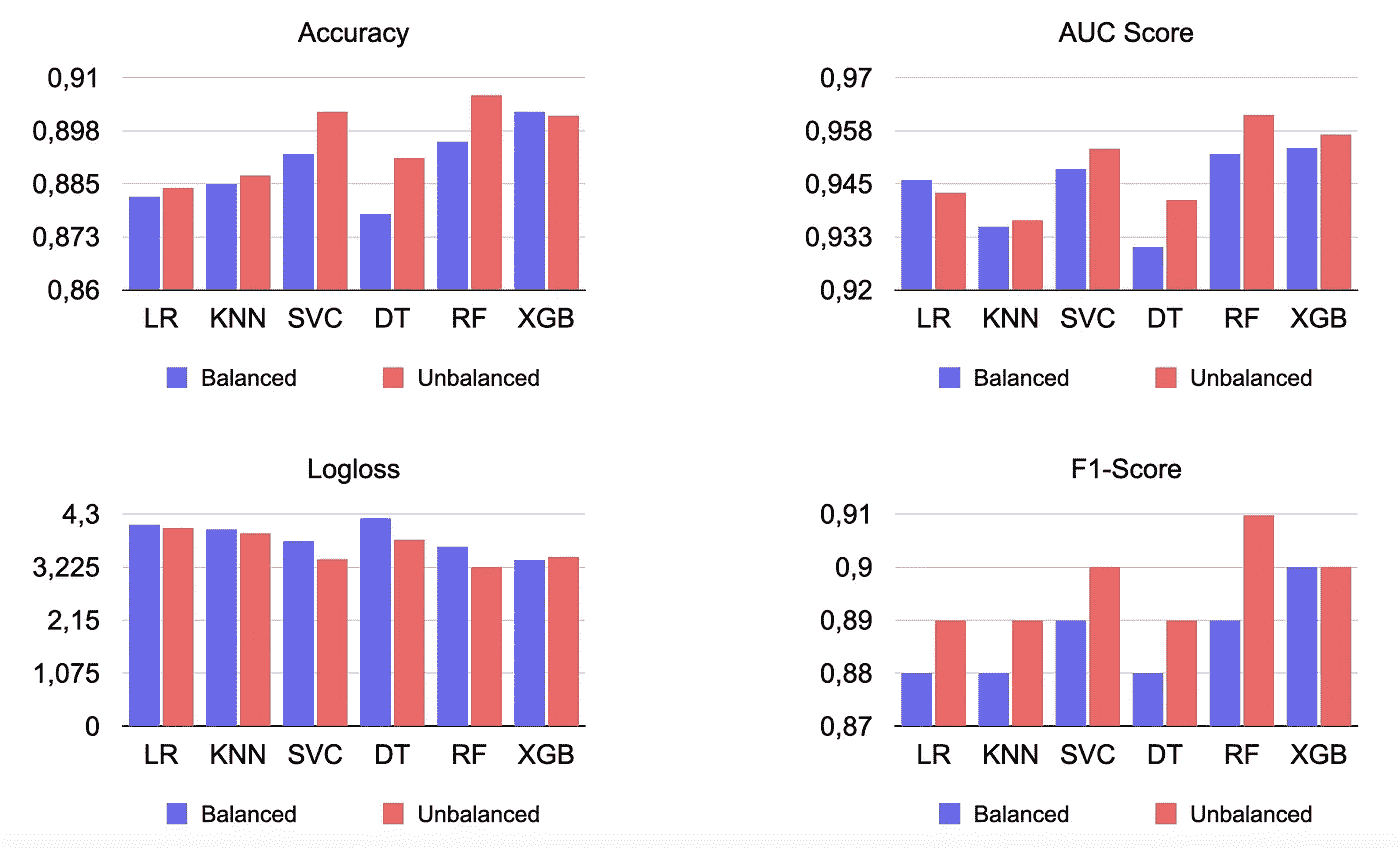 Accuracy
0,91
0,898
0,885
0,873
0,86
LR KNN SVC DT RF XGB
Balanced Unbalanced
AUC Score
0,97
0,958
0,945
0,933
0,92
LR KNN SVC DT RF XGB
Balanced Unbalanced
Logloss
4,3
3,225
2,15
1,075
0
LR KNN SVC DT RF XGB
Balanced Unbalanced
F1-Score
0,91
0,9
0,89
0,88
0,87
LR KNN SVC DT RF XGB
Balanced Unbalanced